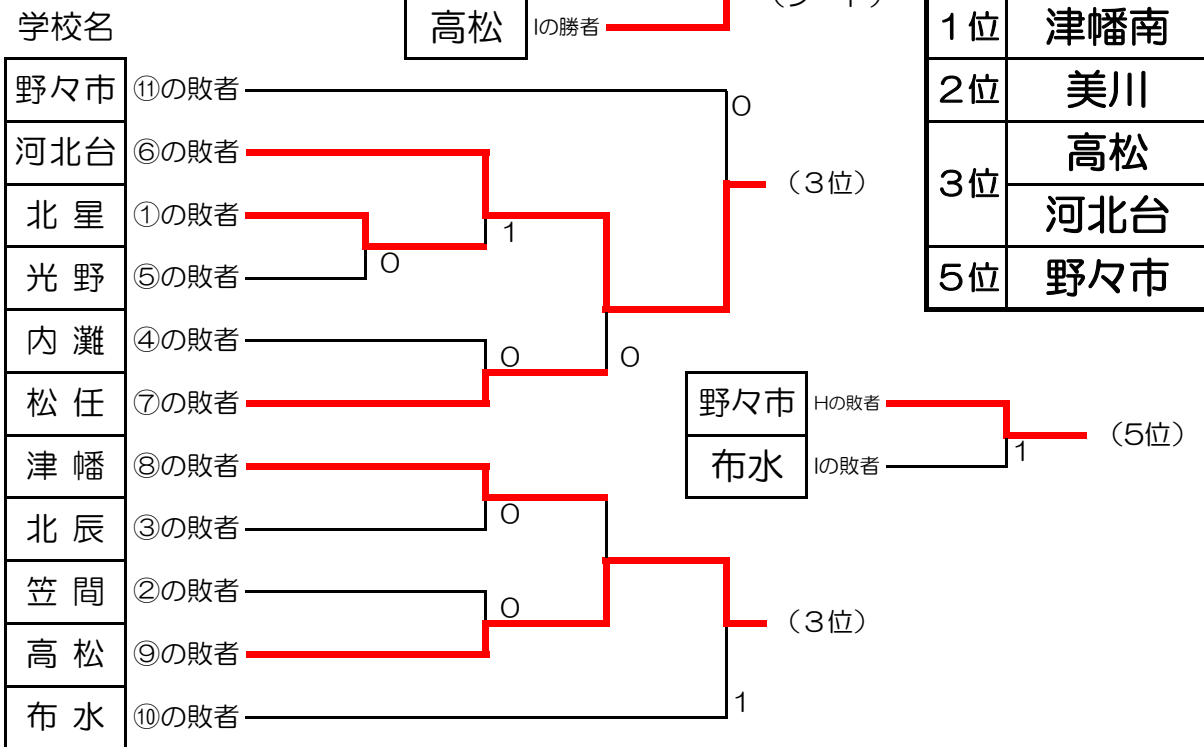 学校名
高松 Iの勝者
野々市 ⑪の敗者
0
河北台 ⑥の敗者
(3位)
北星 ①の敗者
1
0
光野 ⑤の敗者
内灘 ④の敗者
0
0
松任 ⑦の敗者
津幡 ⑧の敗者
0
北辰 ③の敗者
笠間 ②の敗者
0
(3位)
高松 ⑨の敗者
1
布水 ⑩の敗者
1位 津幡南
2位 美川
3位 高松
河北台
5位 野々市
野々市 Hの敗者
(5位)
1
布水 Iの敗者